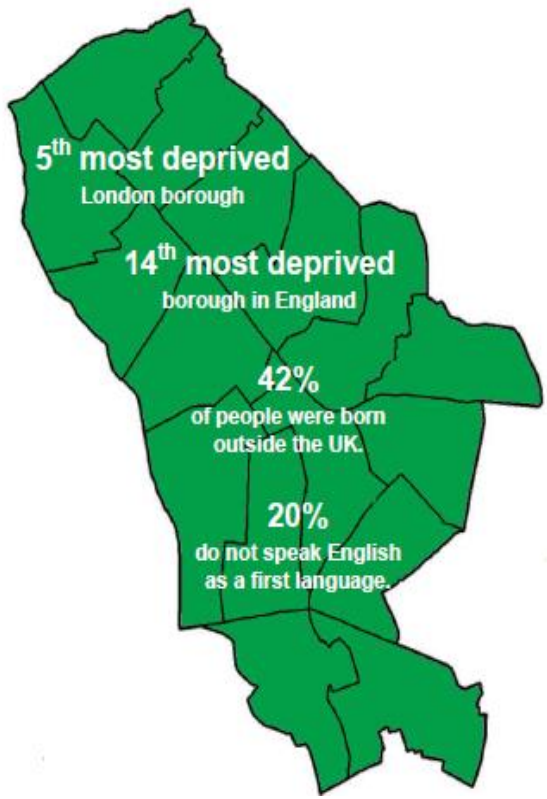 5th most deprived
London borough
14th most deprived
borough in England
42%
of people were born
outside the UK.
20%
do not speak English
as a first language.